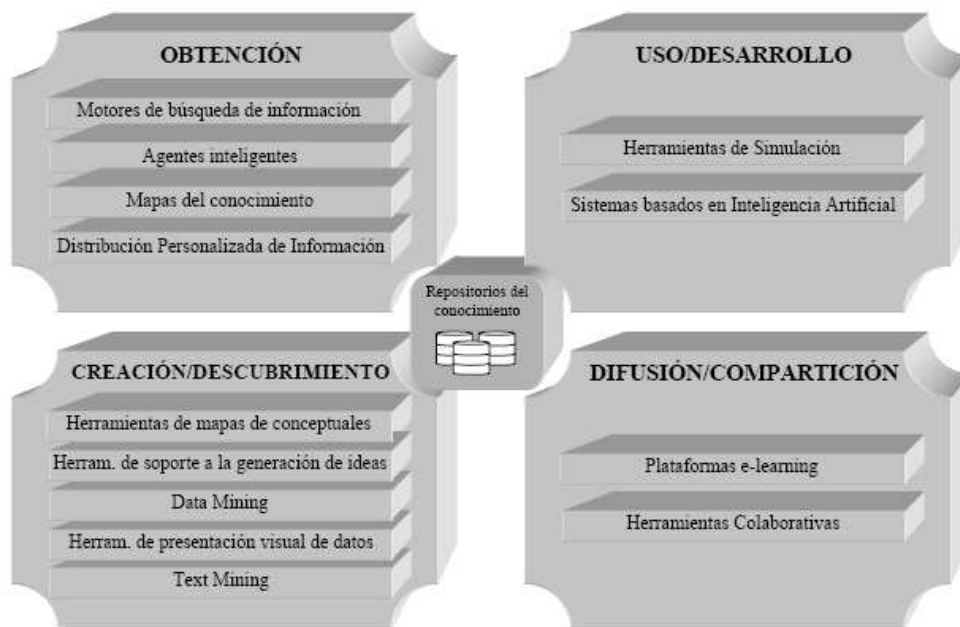 OBTENCIÓN
Motores de búsqueda de información
Agentes inteligentes
Mapas del conocimiento
Distribución Personalizada de Información
USO/DESARROLLO
Herramientas de Simulación
Sistemas basados en Inteligencia Artificial
Repositorios del
conocimiento
CREACIÓN/DESCUBRIMIENTO
Herramientas de mapas de conceptuales
Herram. de soporte a la generación de ideas
Data Mining
Herram. de presentación visual de datos
Text Mining
DIFUSIÓN/COMPARTICIÓN
Plataformas e-learning
Herramientas Colaborativas